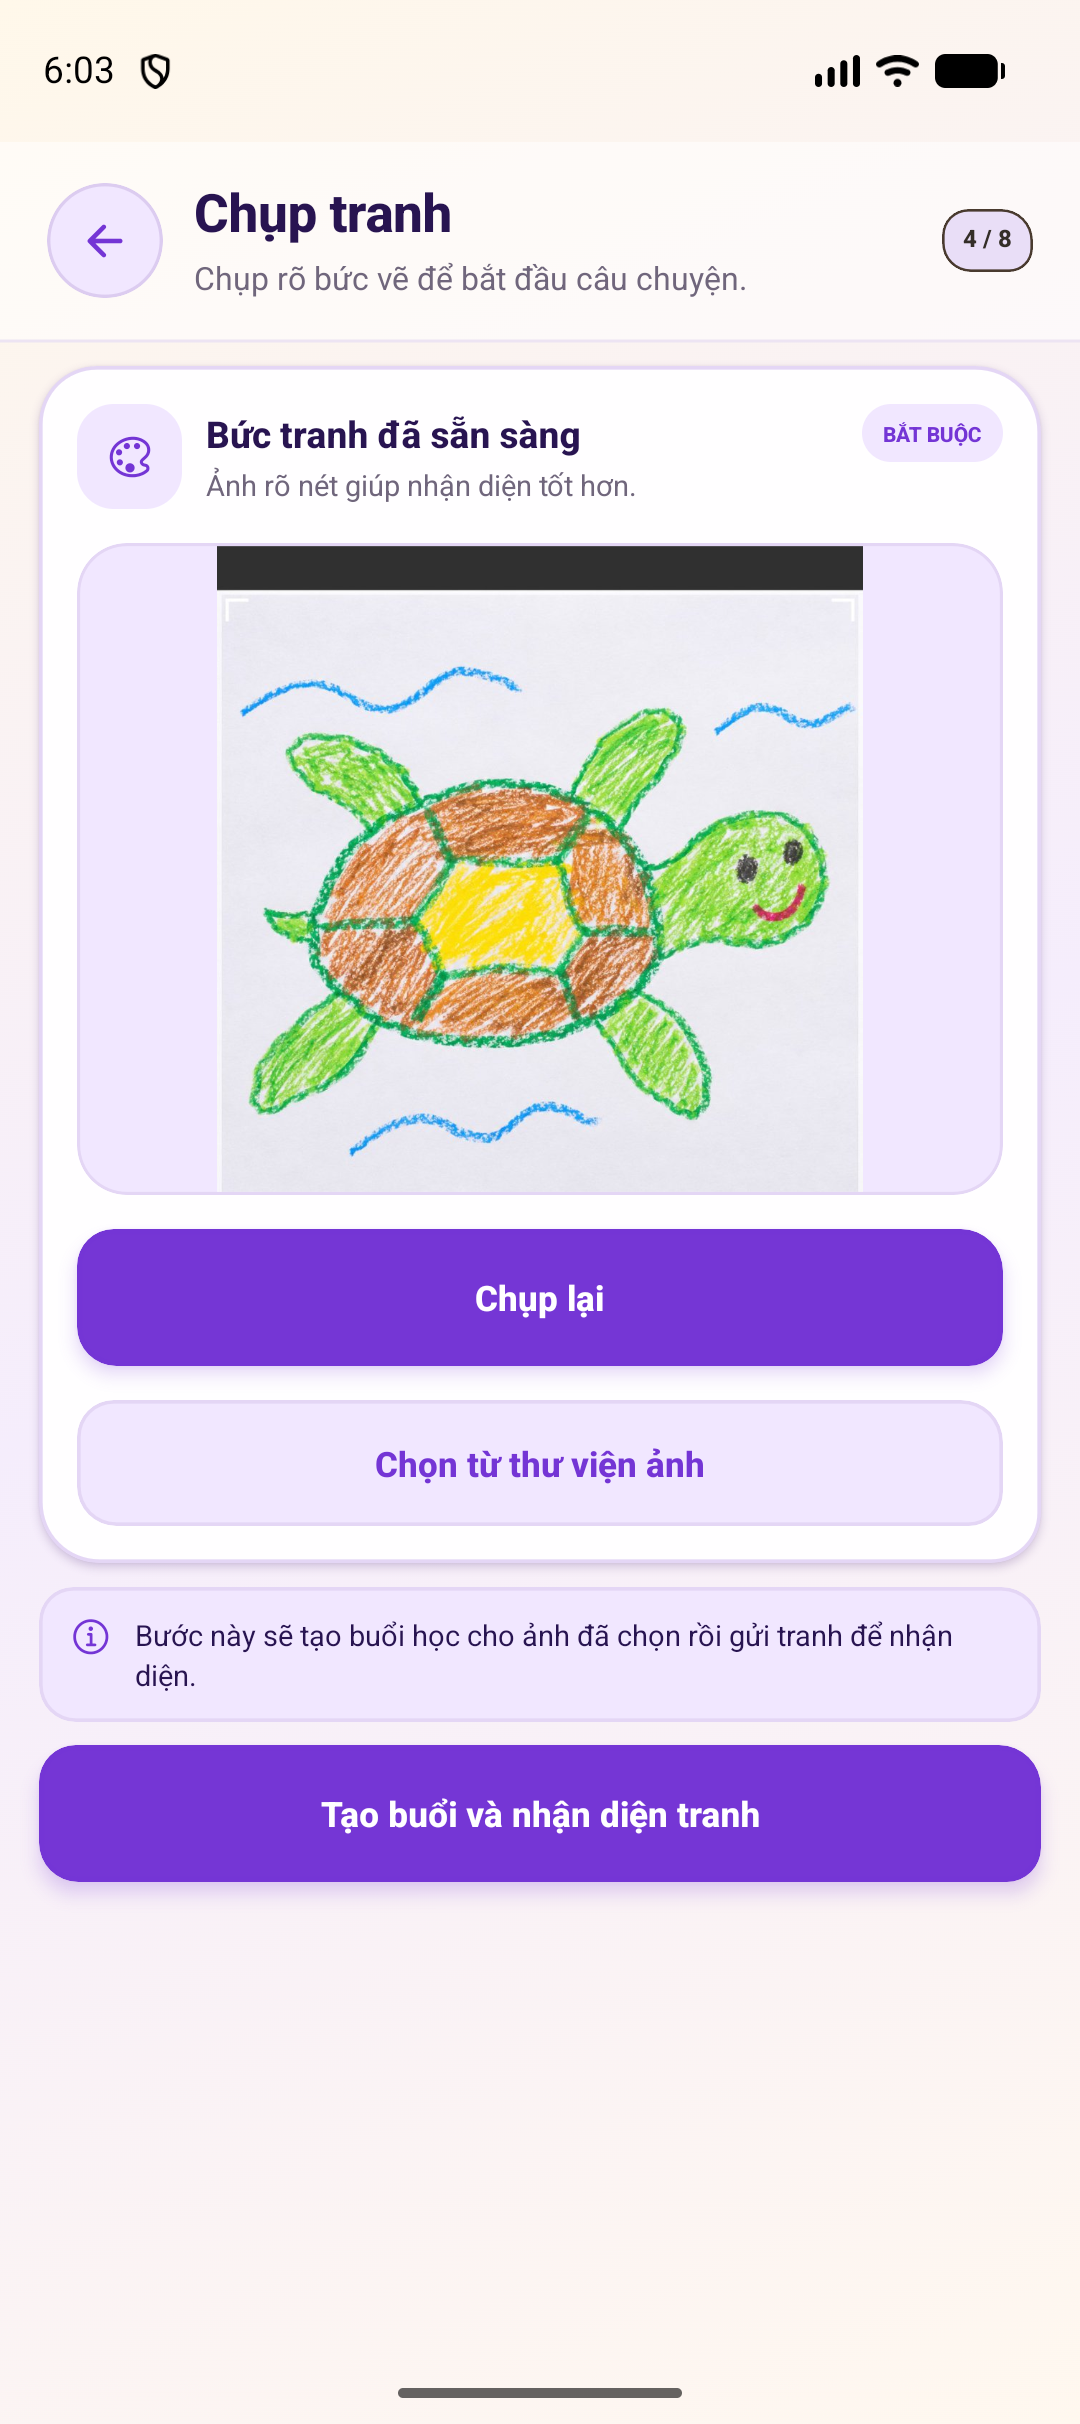 6:03
Chụp tranh
Chụp rõ bức vẽ để bắt đầu câu chuyện.
4 / 8
Bức tranh đã sẵn sàng
BẮT BUỘC
Ảnh rõ nét giúp nhận diện tốt hơn.
Chụp lại
Chọn từ thư viện ảnh
Bước này sẽ tạo buổi học cho ảnh đã chọn rồi gửi tranh để nhận
diện.
Tạo buổi và nhận diện tranh